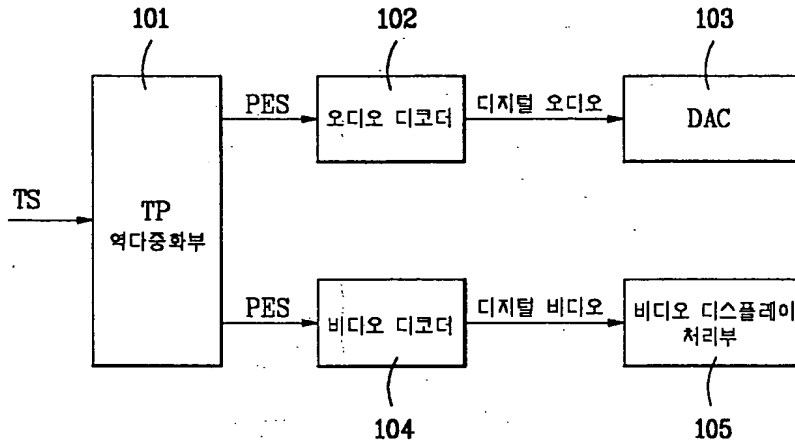 101
102
103
PES
오디오 디코더
디지털 오디오
DAC
TS
TP
역다중화부
PES
비디오 디코더
디지털 비디오
비디오 디스플레이
처리부
104
105